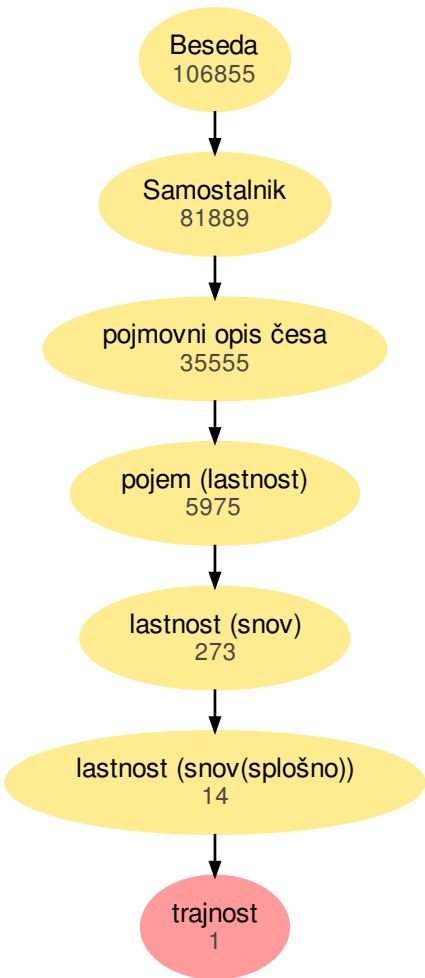 Beseda
106855
Samostalnik
81889
pojmovni opis česa
35555
pojem (lastnost)
5975
lastnost (snov)
273
lastnost (snov(splošno))
14
trajnost
1